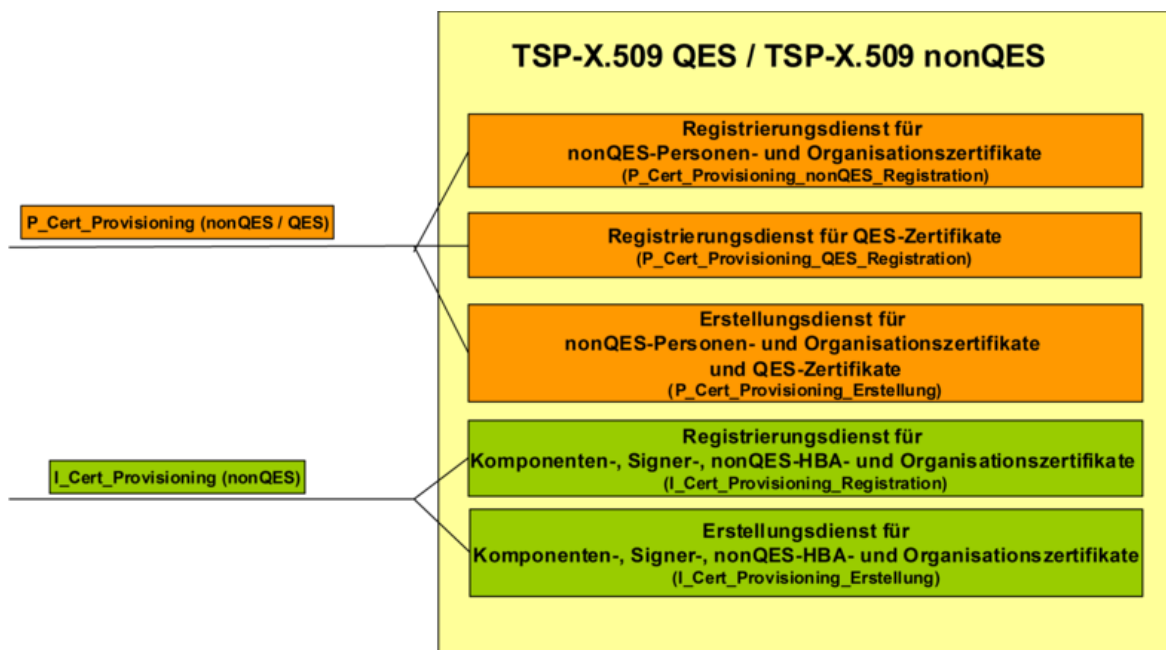 TSP-X.509 QES / TSP-X.509 nonQES
Registrierungsdienst für
nonQES-Personen- und Organisationszertifikate
(P_Cert_Provisioning_nonQES_Registration)
P_Cert_Provisioning (nonQES / QES)
Registrierungsdienst für QES-Zertifikate
(P_Cert_Provisioning_QES_Registration)
Erstellungsdienst für
nonQES-Personen- und Organisationszertifikate
und QES-Zertifikate
(P_Cert_Provisioning_Erstellung)
I_Cert_Provisioning (nonQES)
Registrierungsdienst für
Komponenten-, Signer-, nonQES-HBA- und Organisationszertifikate
(I_Cert_Provisioning_Registration)
Erstellungsdienst für
Komponenten-, Signer-, nonQES-HBA- und Organisationszertifikate
(I_Cert_Provisioning_Erstellung)